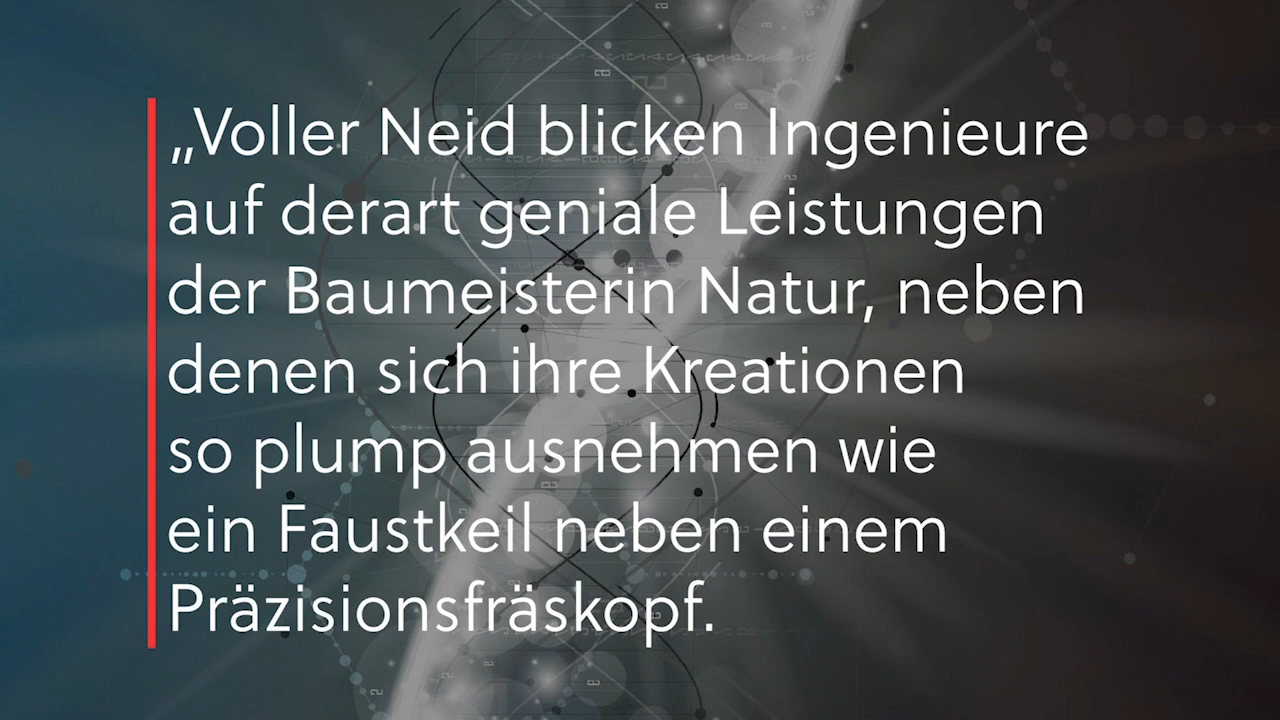 „Voller Neid blicken Ingenieure
auf derart geniale Leistungen
der Baumeisterin Natur, neben
denen sich ihre Kreationen
so plump ausnehmen wie
ein Faustkeil neben einem
Präzisionsfräskopf.